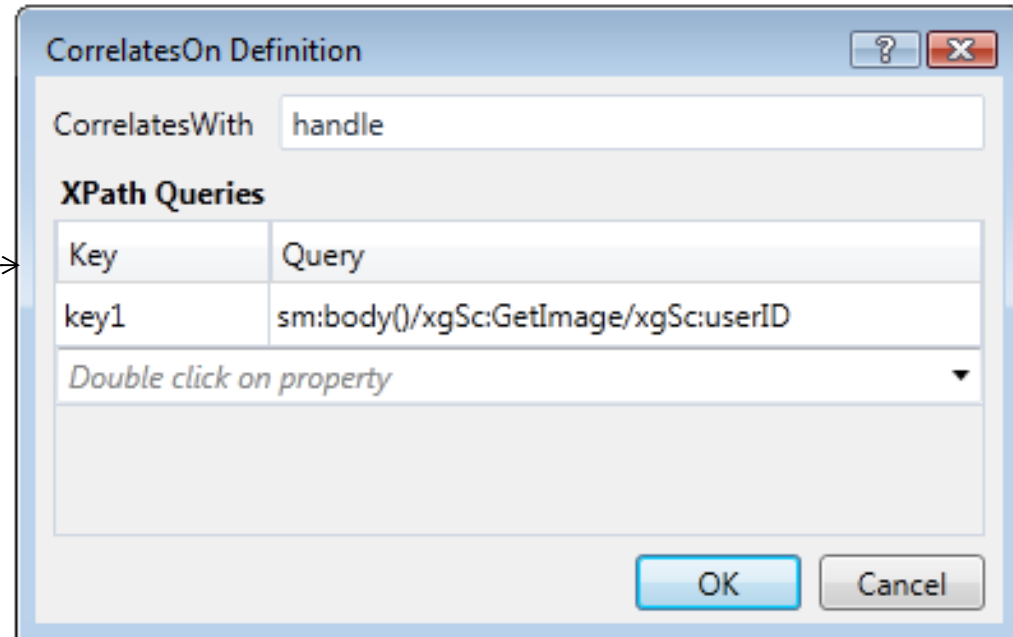 CorrelatesOn Definition
?
CorrelatesWith handle
XPath Queries
Key Query
key1 sm:body()/xgSc:GetImage/xgSc:userID
Double click on property
OK Cancel